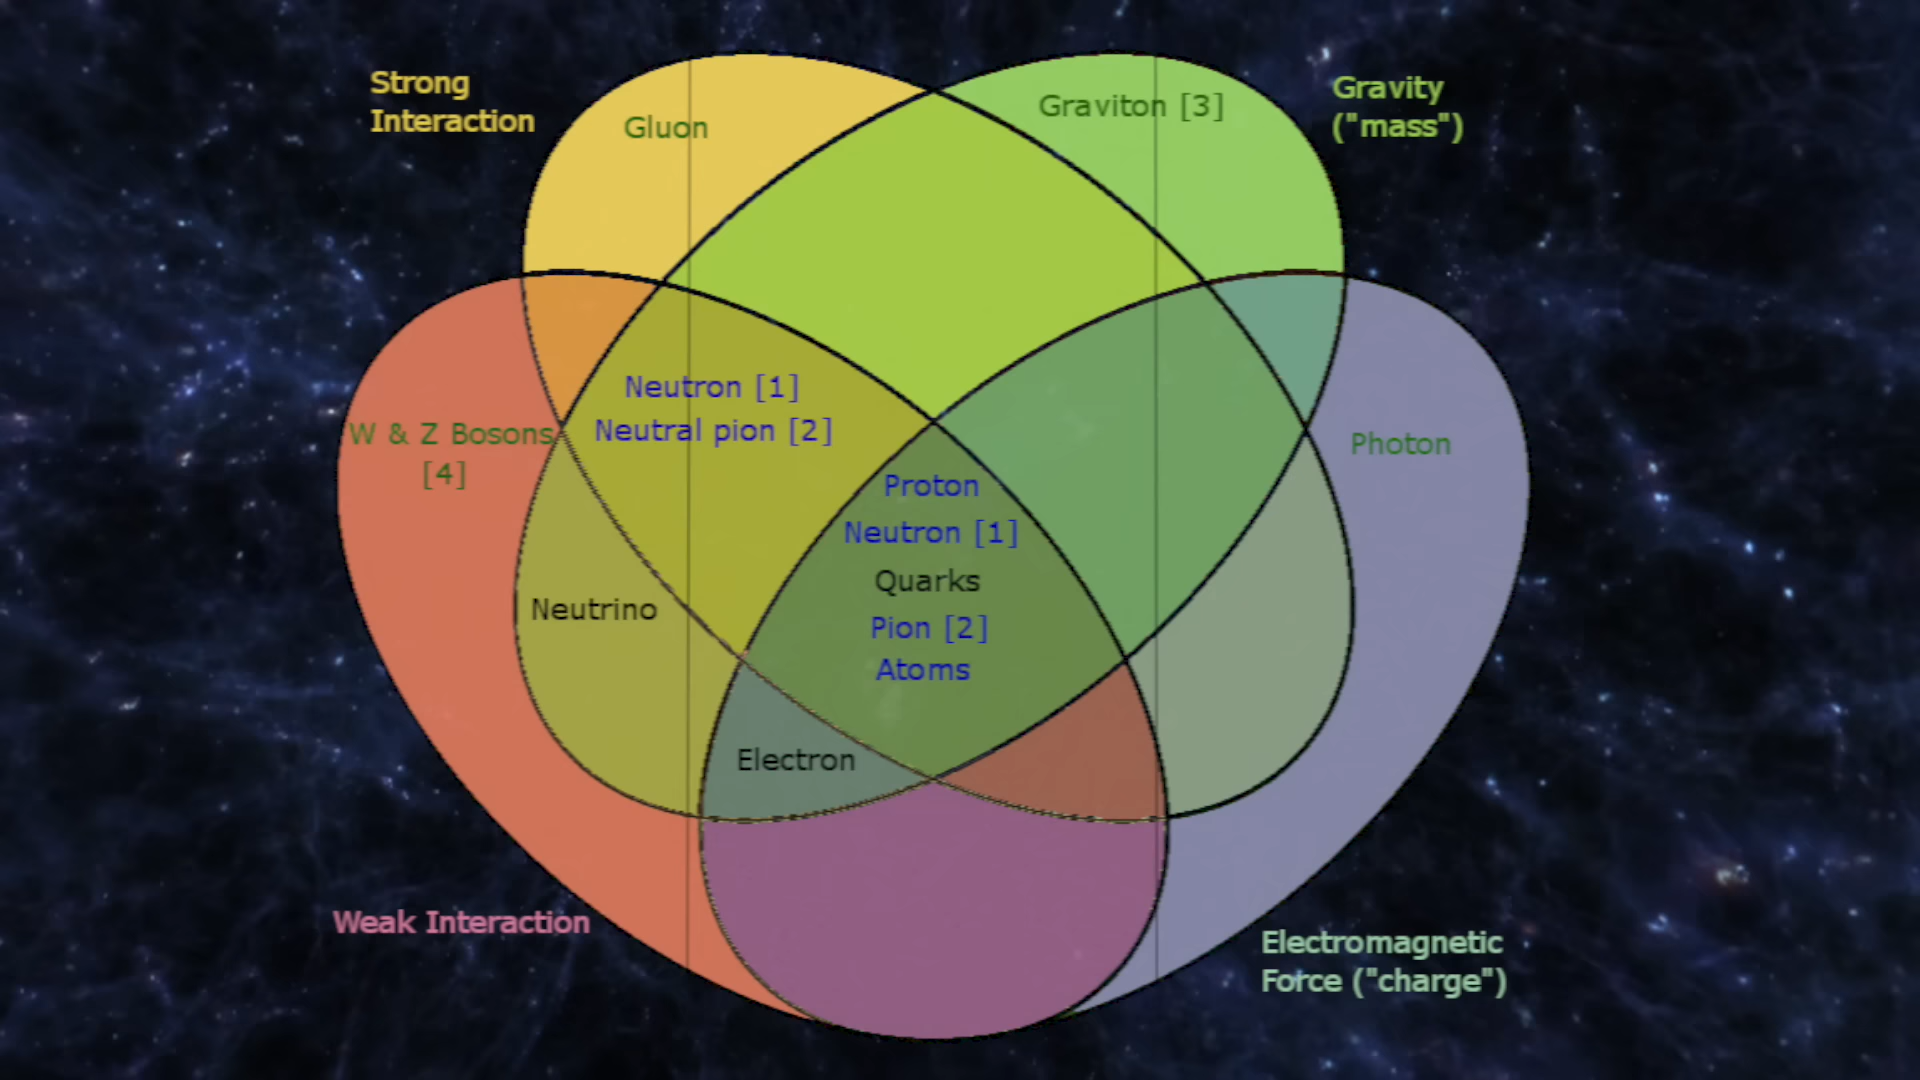 Strong
Interaction
Gluon
Graviton [3]
Gravity
("mass")
Neutron [1]
Neutral pion [2]
W & Z Bosons
[4]
Photon
Proton
Neutron [1]
Quarks
Pion [2]
Atoms
Neutrino
Electron
Weak Interaction
Electromagnetic
Force ("charge")